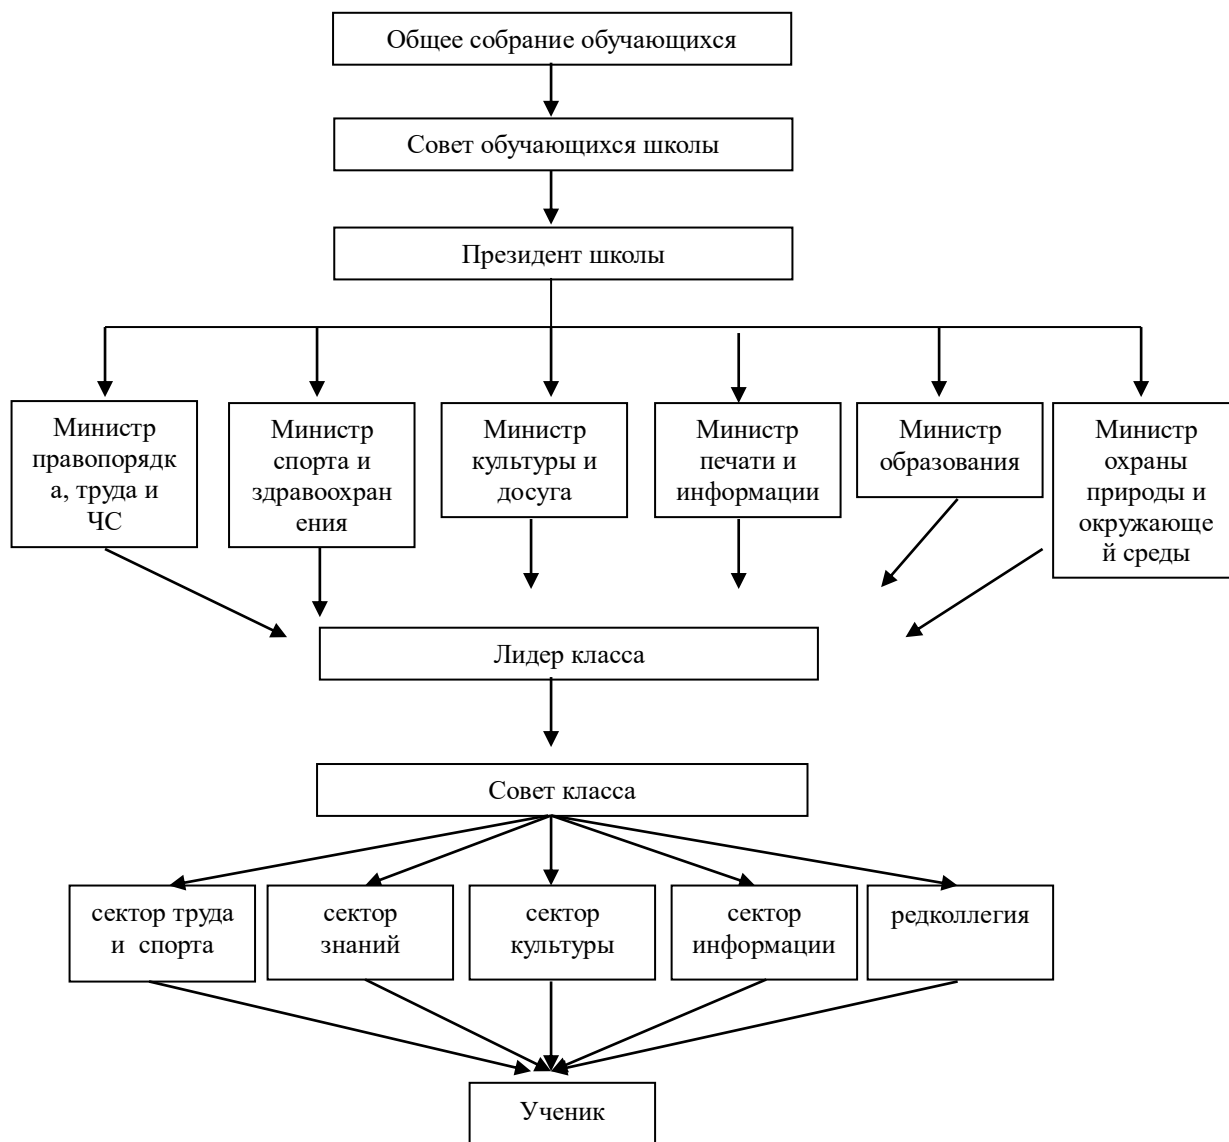 Общее собрание обучающихся
Совет обучающихся школы
Президент школы
Министр
правопорядк
а, труда и
ЧС
Министр
спорта и
здравоохран
ения
Министр
культуры и
досуга
Министр
печати и
информации
Министр
образования
Министр
охраны
природы и
окружающе
й среды
Лидер класса
Совет класса
сектор труда
и спорта
сектор
знаний
сектор
культуры
сектор
информации
редколлегия
Ученик